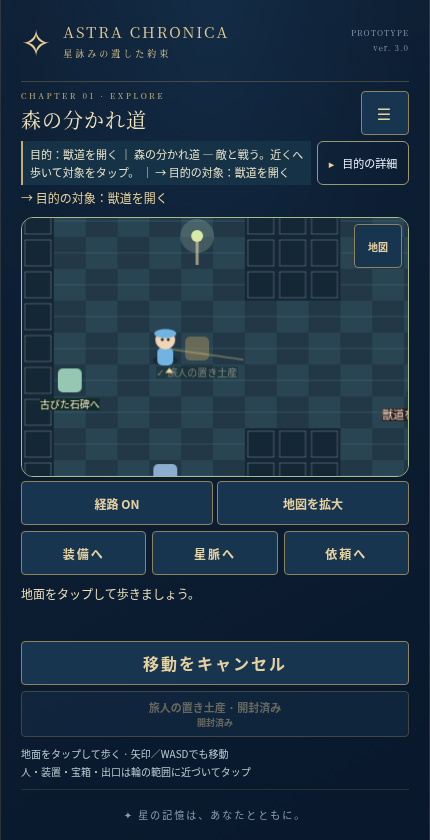 ASTRA CHRONICA
星詠みの遺した約束
PROTOTYPE
ver. 3.0
CHAPTER 01 · EXPLORE
森の分かれ道
目的：獣道を開く ｜ 森の分かれ道 — 敵と戦う。近くへ
歩いて対象をタップ。 ｜ → 目的の対象：獣道を開く
▸ 目的の詳細
→ 目的の対象：獣道を開く
地図
✓ 旅人の置き土産
古びた石碑へ
獣道
経路 ON
地図を拡大
装備へ
星脈へ
依頼へ
地面をタップして歩きましょう。
移動をキャンセル
旅人の置き土産 · 開封済み
開封済み
地面をタップして歩く · 矢印／WASDでも移動
人・装置・宝箱・出口は輪の範囲に近づいてタップ
✦ 星の記憶は、あなたとともに。